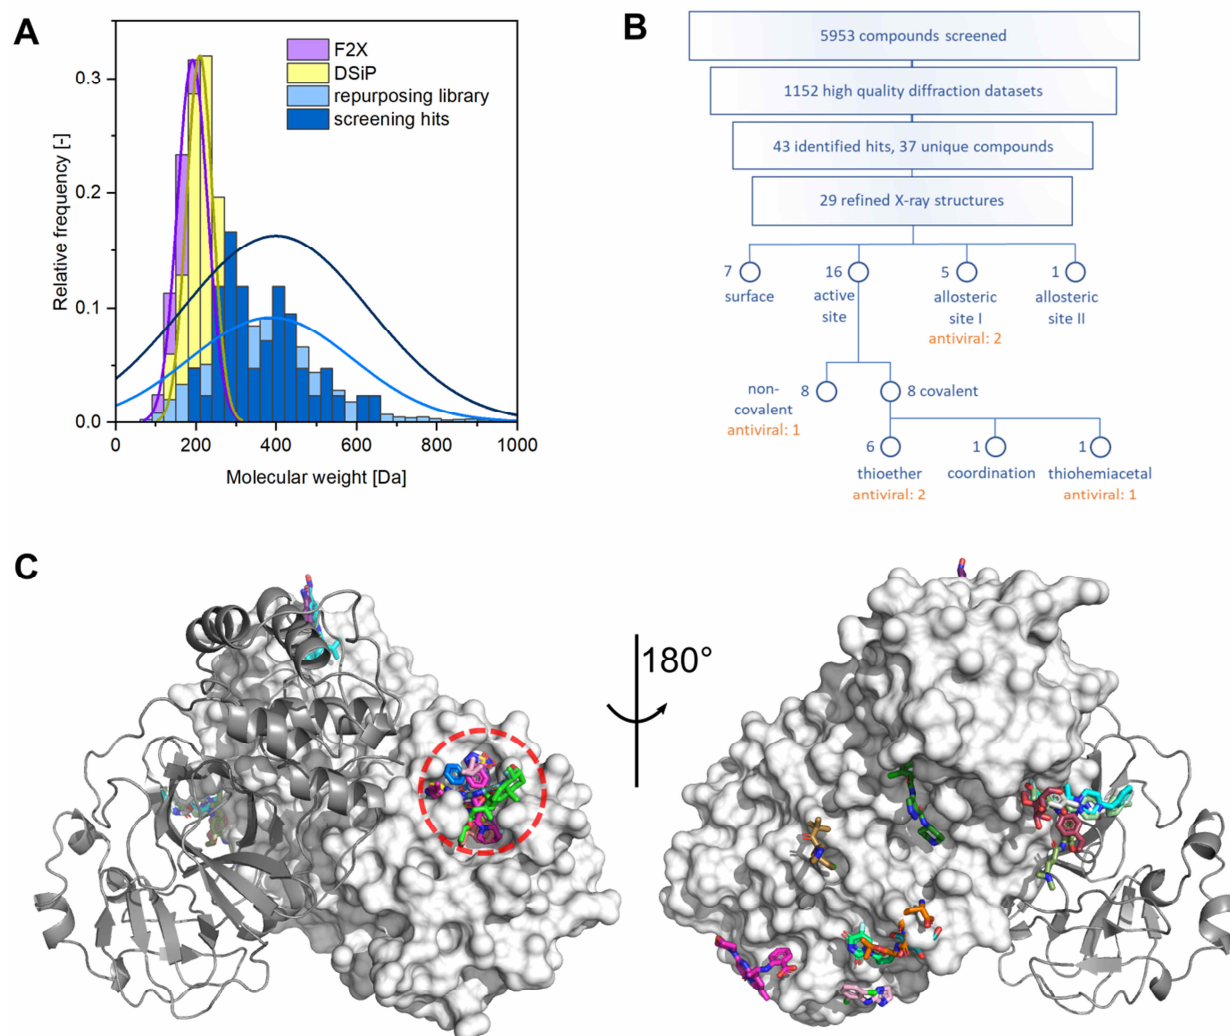 A
F2X
DSiP
repurposing library
screening hits
Relative frequency [-]
0.3
0.2
0.1
0.0
0
200
400
600
800
1000
Molecular weight [Da]
B
5953 compounds screened
1152 high quality diffraction datasets
43 identified hits, 37 unique compounds
29 refined X-ray structures
7
surface
16
active
site
5
allosteric
site I
antiviral: 2
1
allosteric
site II
non-
covalent
8
antiviral: 1
8 covalent
6
thioether
antiviral: 2
1
coordination
1
thiohemiacetal
antiviral: 1
C
180°